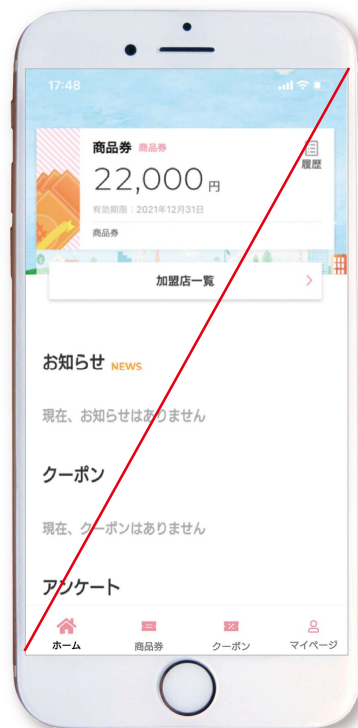 17:48
商品券 商品券
履歴
22,000円
有効期限：2021年12月31日
商品券
加盟店一覧
お知らせ NEWS
現在、お知らせはありません
クーポン
現在、クーポンはありません
アンケート
ホーム 商品券 クーポン マイページ